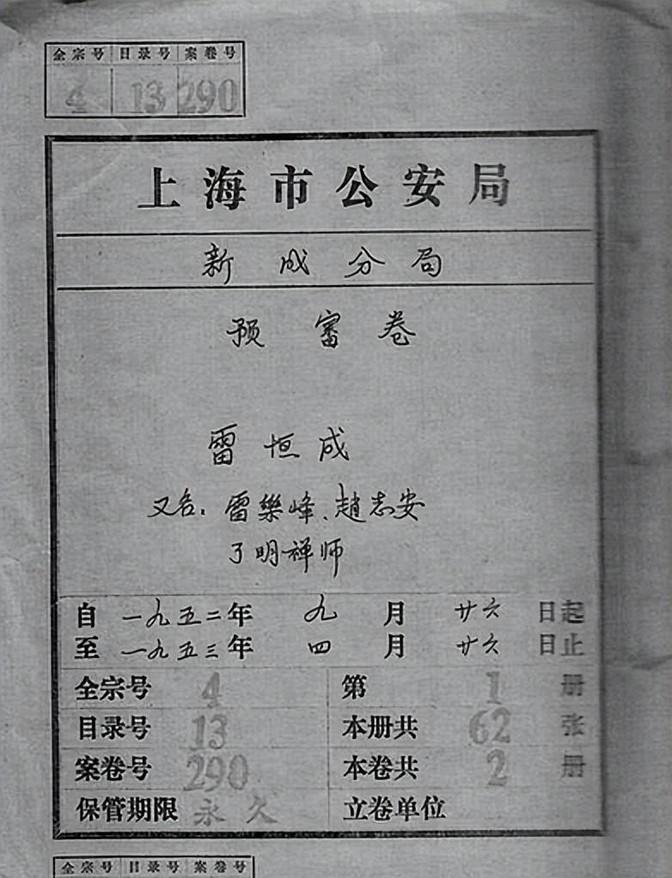 全宗号 目录号 案卷号
4 13 290
上海市公安局
新成分局
预審卷
雷恒成
又名：雷樂峰、趙志安
了明禅师
自一九五二年九月廿六日起
至一九五三年四月廿六日止
全宗号 4 第1册
目录号 13 本册共62张
案卷号 290 本卷共2册
保管期限 永久 立卷单位
全宗号 目录号 案卷号